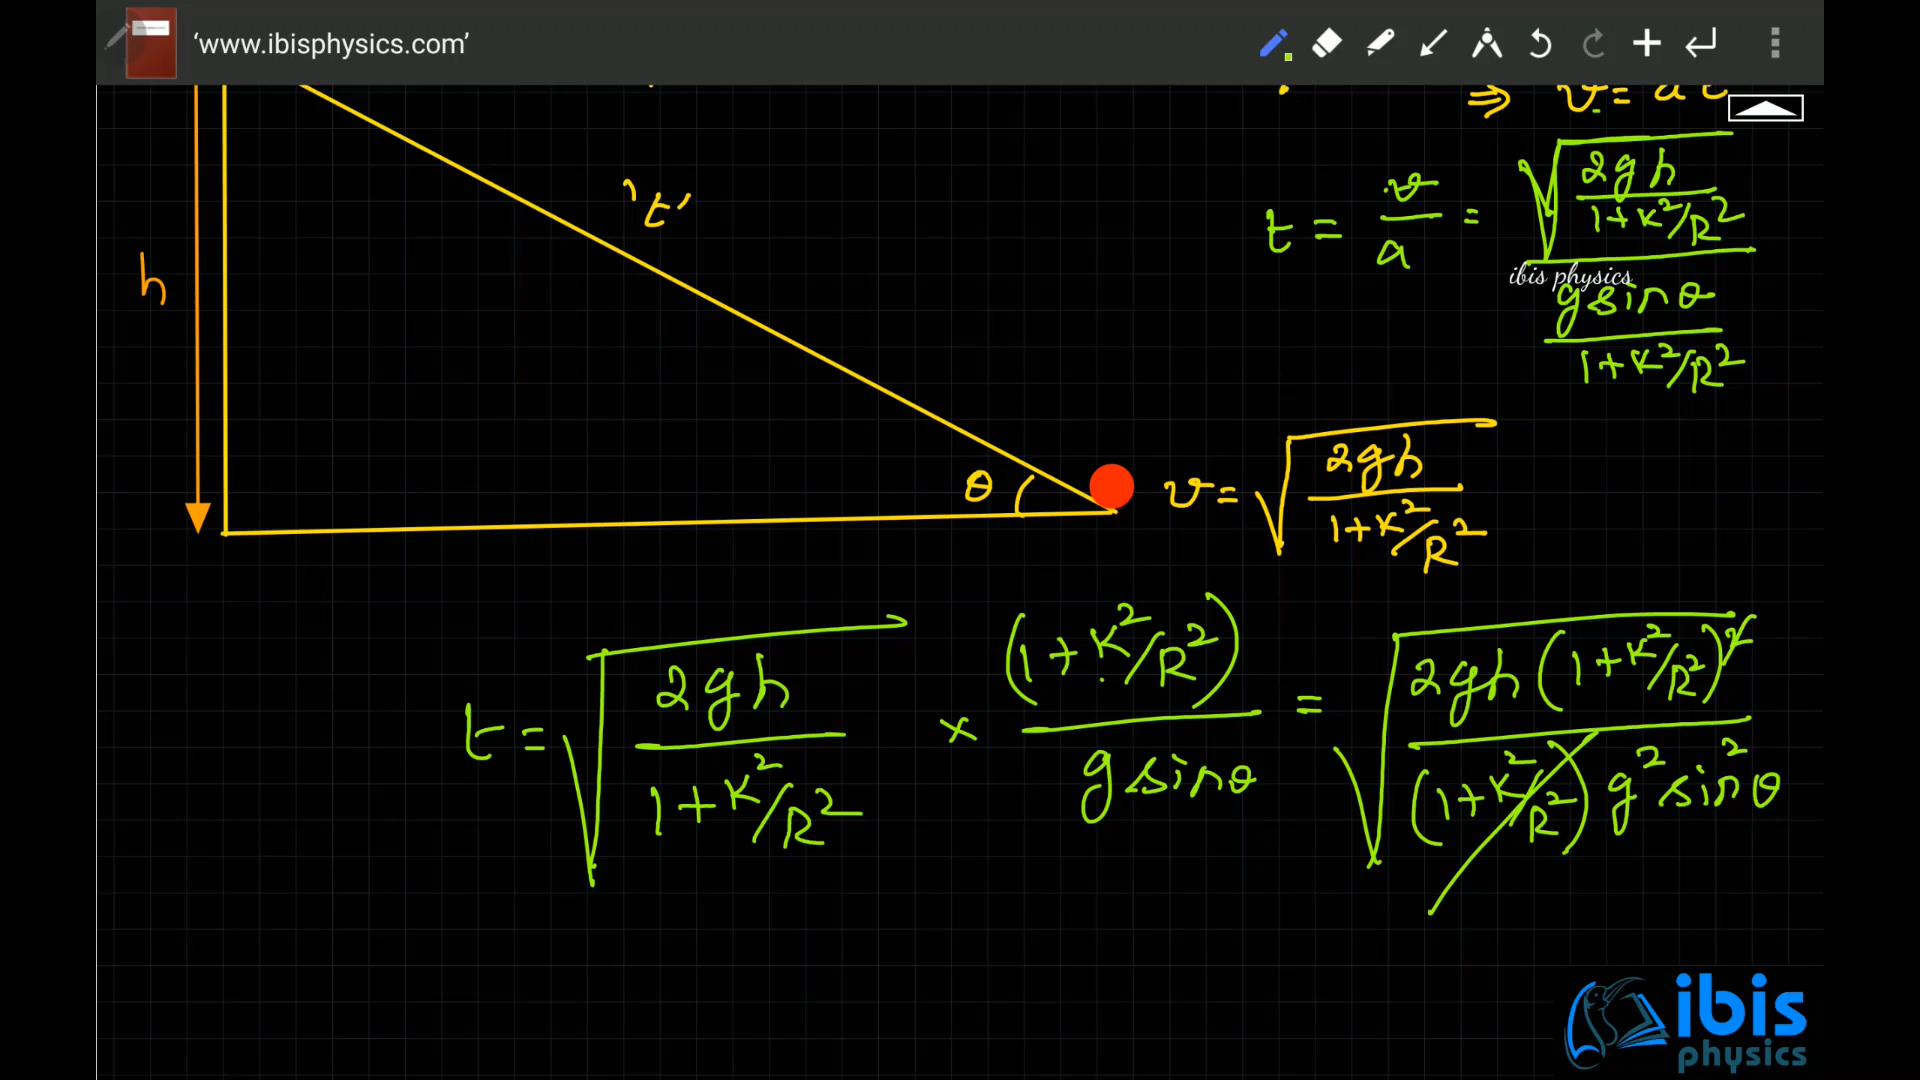 ‘www.ibisphysics.com’
⇒ v = a t
't'
t = v/a = √(2gh/(1+K²/R²)) / (g sinθ/(1+K²/R²))
ibis physics
h
θ
v = √(2gh/(1+K²/R²))
t = √(2gh/(1+K²/R²)) × (1+K²/R²)/(g sinθ) = √(2gh(1+K²/R²)²/((1+K²/R²) g² sin²θ))
ibis
physics